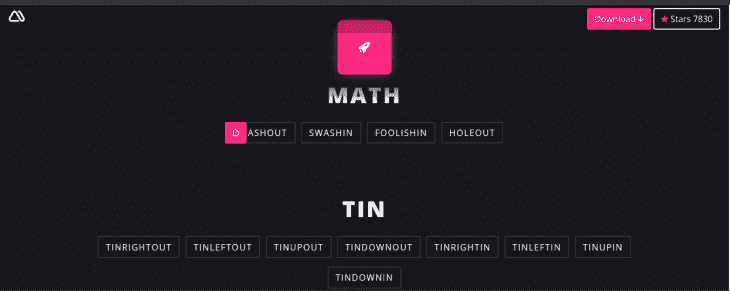 Download ↓
★ Stars 7830
MATH
ASHOUT SWASHIN FOOLISHIN HOLEOUT
TIN
TINRIGHTOUT TINLEFTOUT TINUPOUT TINDOWNOUT TINRIGHTIN TINLEFTIN TINUPIN
TINDOWNIN